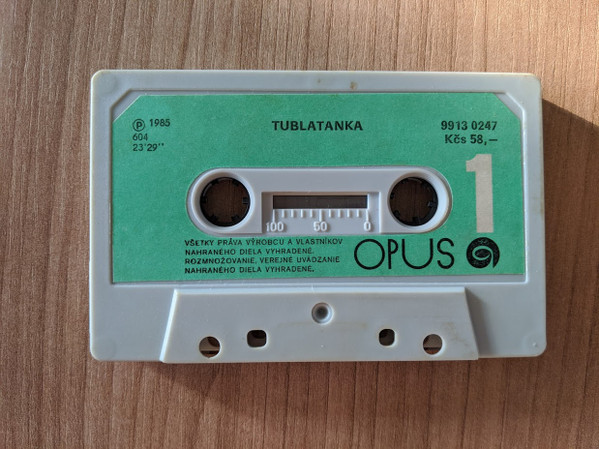 Ⓟ 1985
604
23'29''
TUBLATANKA
9913 0247
Kčs 58,—
1
100 50 0
VŠETKY PRÁVA VÝROBCU A VLASTNÍKOV
NAHRANÉHO DIELA VYHRADENÉ.
ROZMNOŽOVANIE, VEREJNÉ UVÁDZANIE
NAHRANÉHO DIELA VYHRADENÉ.
OPUS